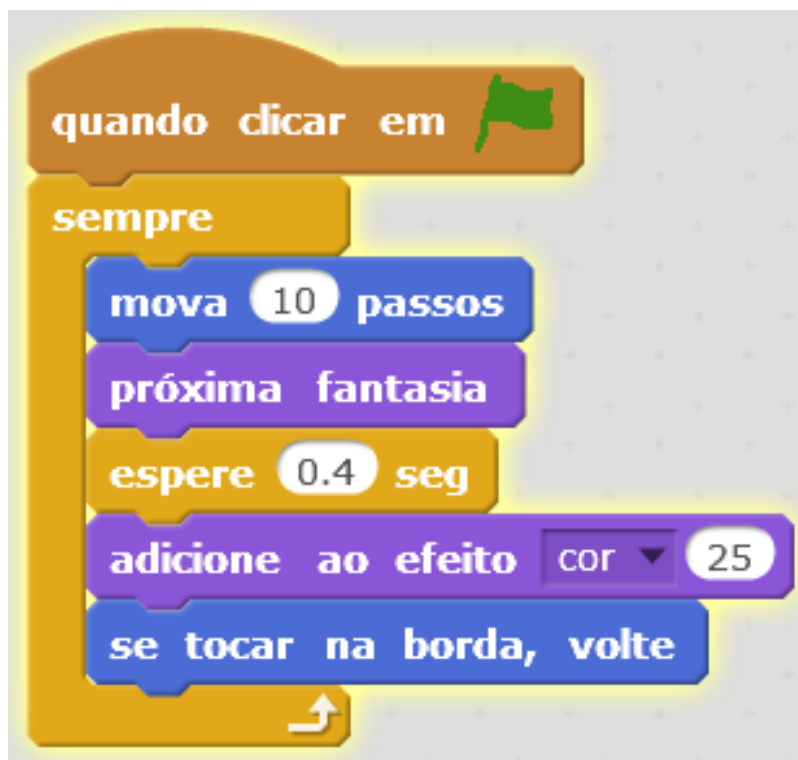 quando clicar em
sempre
mova 10 passos
próxima fantasia
espere 0.4 seg
adicione ao efeito cor 25
se tocar na borda, volte